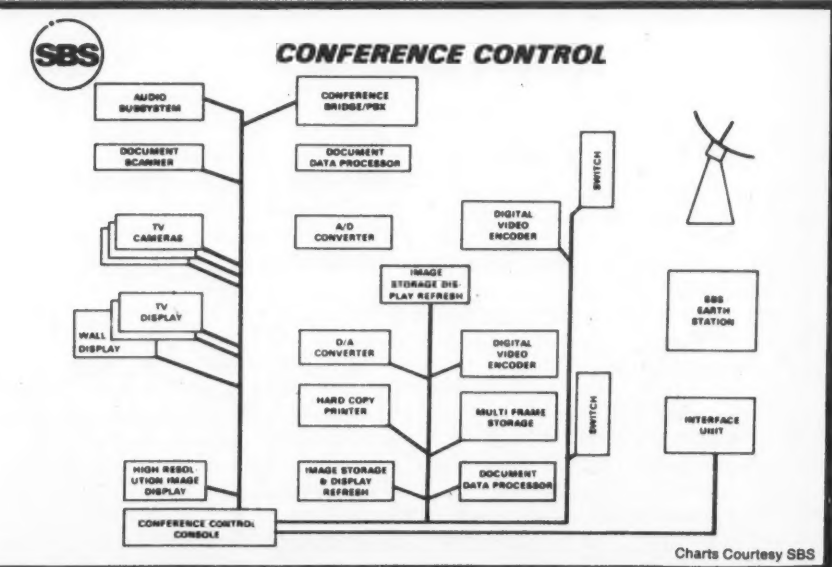 SBS
CONFERENCE CONTROL
AUDIO
SUBSYSTEM
CONFERENCE
BRIDGE/PBX
DOCUMENT
SCANNER
DOCUMENT
DATA PROCESSOR
SWITCH
TV
CAMERAS
A/D
CONVERTER
DIGITAL
VIDEO
ENCODER
IMAGE
STORAGE DIS-
PLAY REFRESH
TV
DISPLAY
WALL
DISPLAY
SBS
EARTH
STATION
D/A
CONVERTER
DIGITAL
VIDEO
ENCODER
HARD COPY
PRINTER
MULTI FRAME
STORAGE
SWITCH
INTERFACE
UNIT
HIGH RESOL-
UTION IMAGE
DISPLAY
IMAGE STORAGE
& DISPLAY
REFRESH
DOCUMENT
DATA PROCESSOR
CONFERENCE CONTROL
CONSOLE
Charts Courtesy SBS